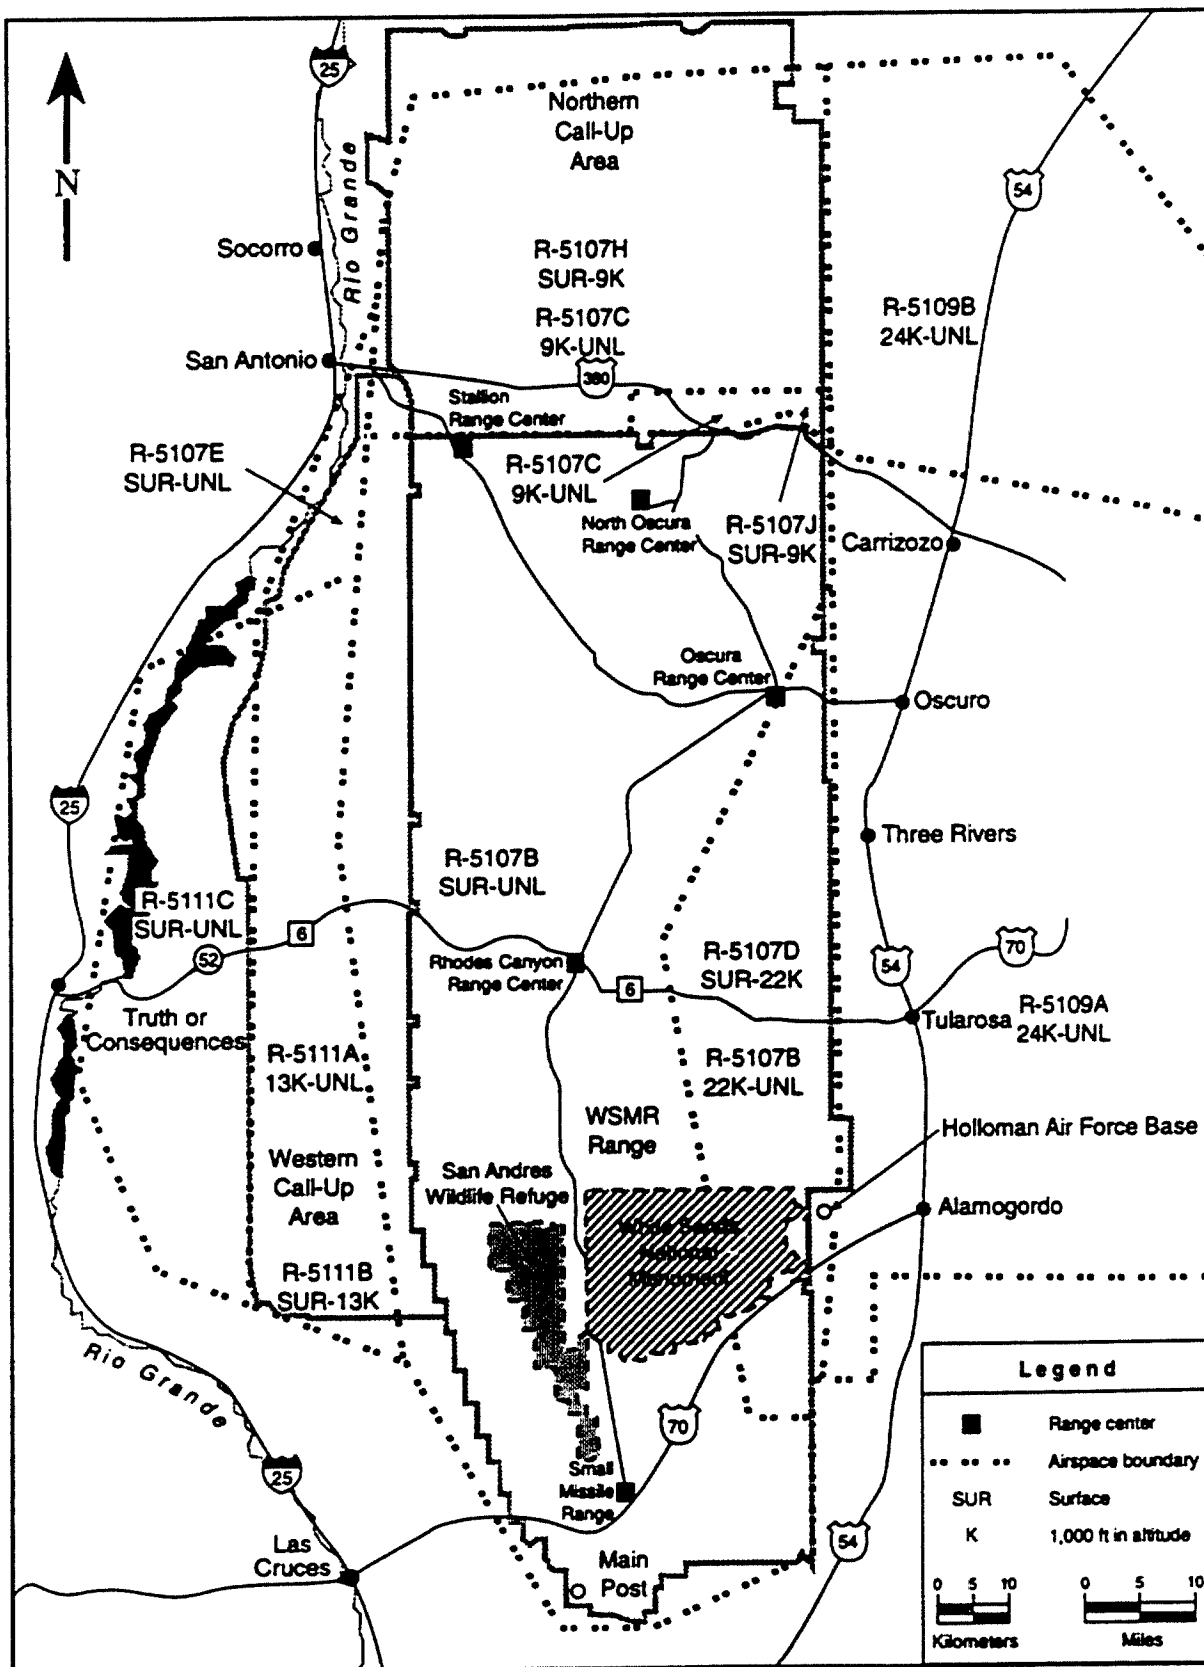 25
Northern
Call-Up
Area
N
Rio Grande
54
Socorro
R-5107H
SUR-9K
R-5107C
9K-UNL
R-5109B
24K-UNL
San Antonio
380
Stallion
Range Center
R-5107E
SUR-UNL
R-5107C
9K-UNL
North Oscura
Range Center
R-5107J
SUR-9K
Carrizozo
Oscura
Range Center
Oscuro
25
Three Rivers
R-5107B
SUR-UNL
R-5111C
SUR-UNL
6
52
Rhodes Canyon
Range Center
R-5107D
SUR-22K
6
54
70
Truth or
Consequences
Tularosa
R-5109A
24K-UNL
R-5111A
13K-UNL
R-5107B
22K-UNL
WSMR
Range
Holloman Air Force Base
Western
Call-Up
Area
San Andres
Wildlife Refuge
Alamogordo
White Sands
National
Monument
R-5111B
SUR-13K
Rio Grande
70
25
Small
Missile
Range
54
Las
Cruces
Main
Post
Legend
Range center
Airspace boundary
SUR Surface
K 1,000 ft in altitude
0 5 10
Kilometers
0 5 10
Miles